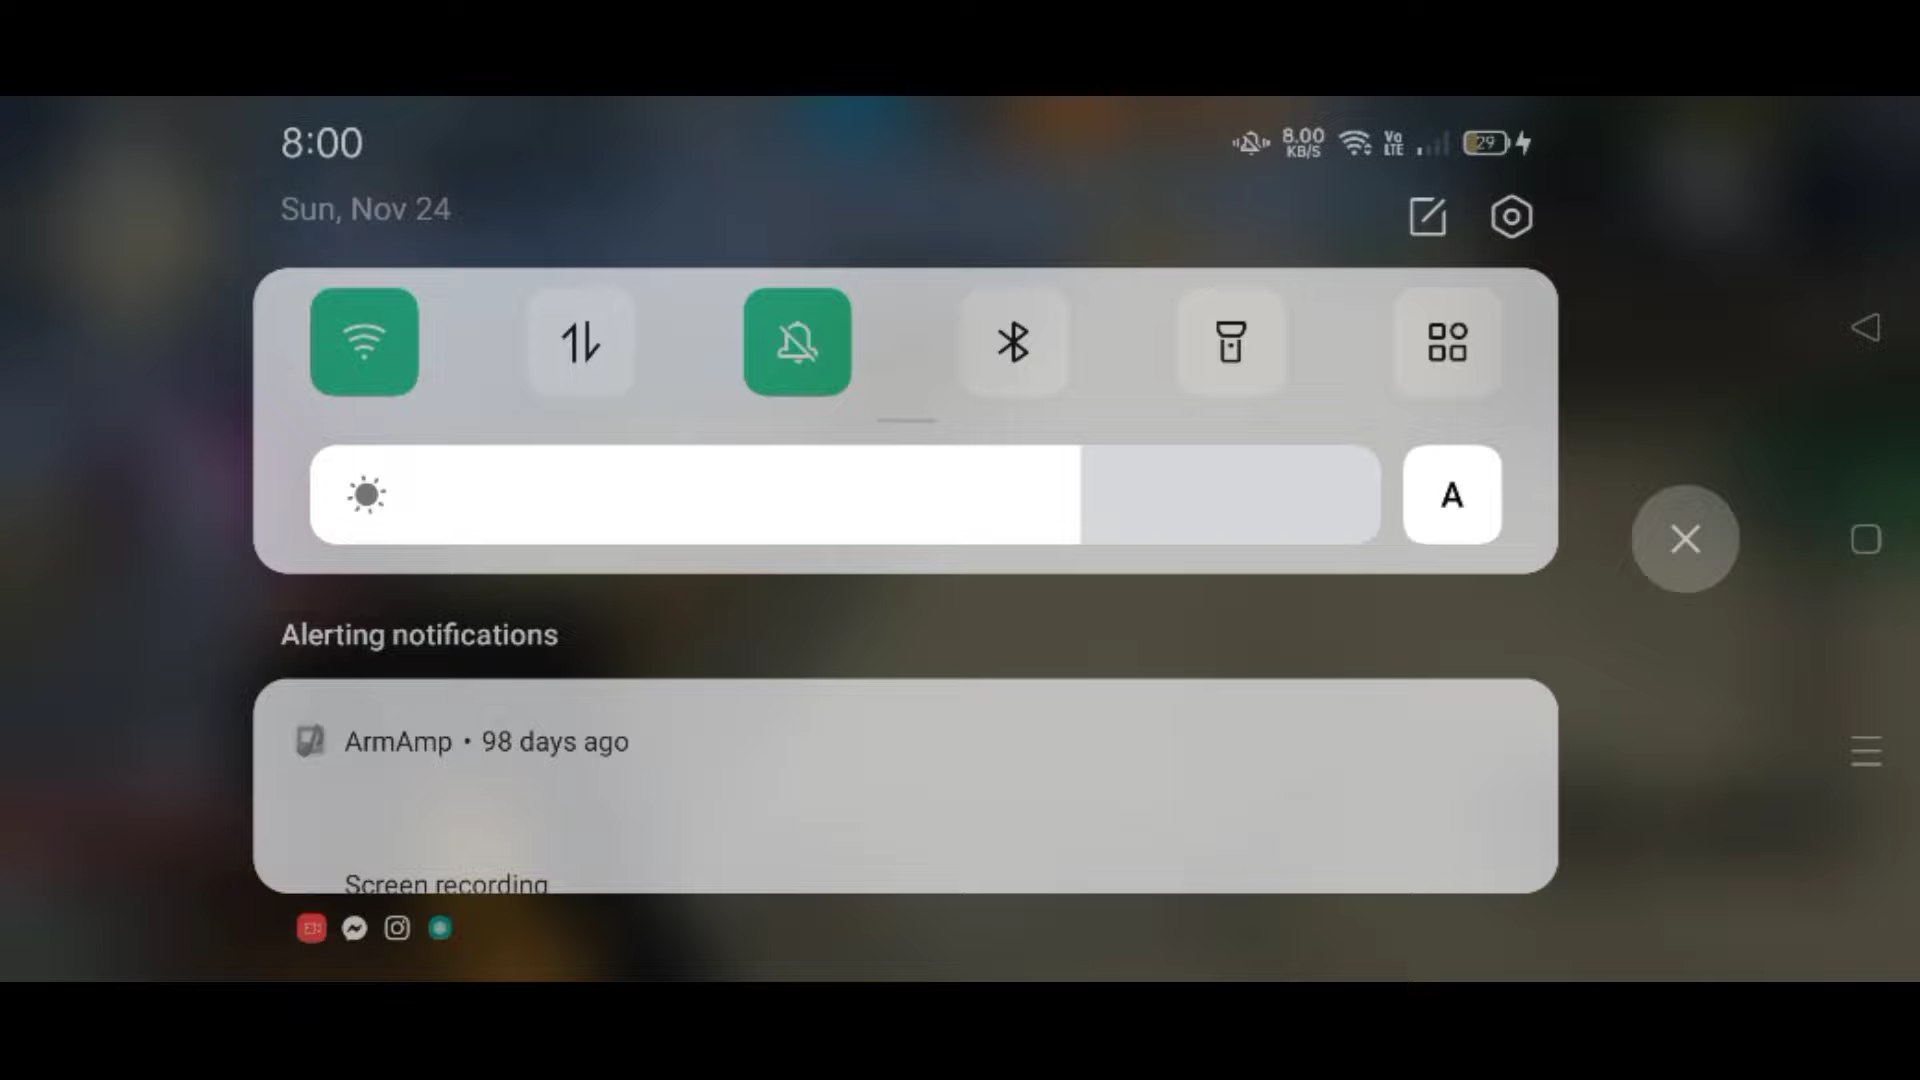 8:00
8.00
KB/S
Vo
LTE
29
Sun, Nov 24
A
Alerting notifications
ArmAmp • 98 days ago
Screen recording